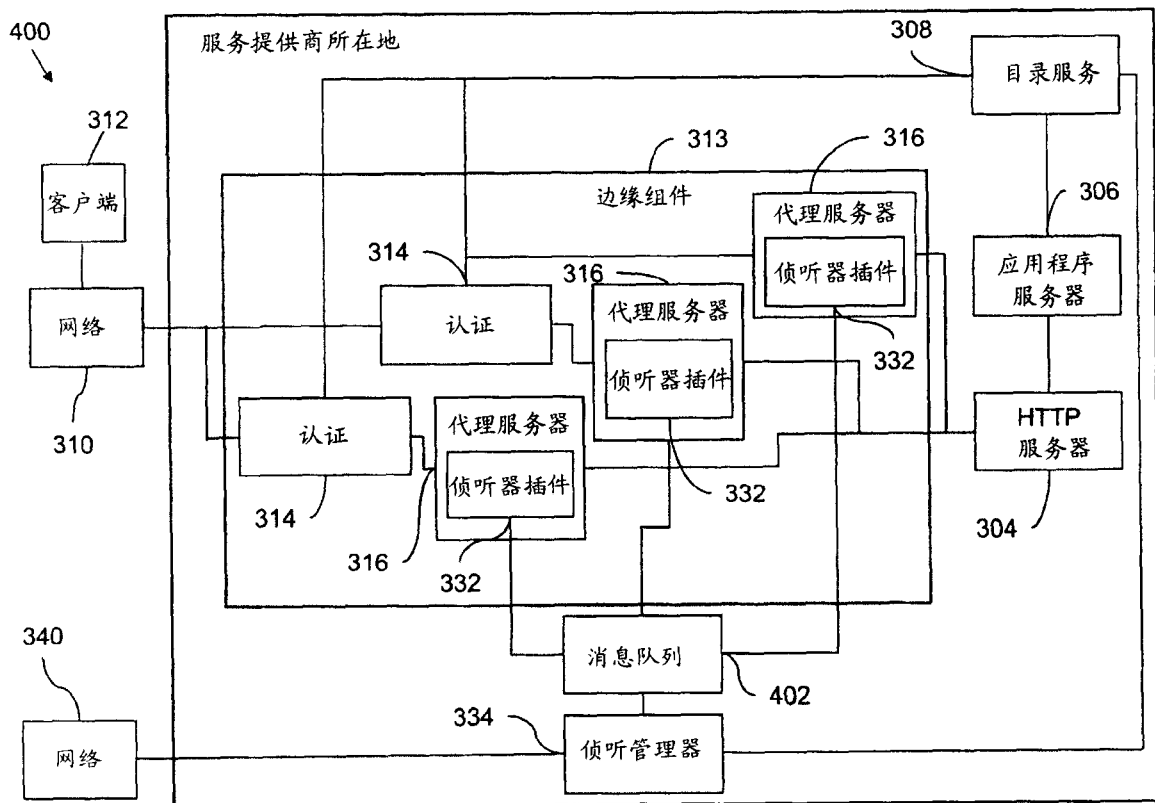 400
服务提供商所在地
308
目录服务
312
客户端
313
316
边缘组件
代理服务器
侦听器插件
306
应用程序
服务器
314
316
认证
代理服务器
侦听器插件
332
网络
310
认证
314
代理服务器
侦听器插件
332
HTTP
服务器
304
316
332
消息队列
402
340
网络
334
侦听管理器